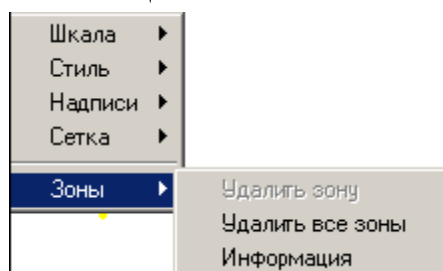 Шкала
Стиль
Надписи
Сетка
Зоны
Удалить зону
Удалить все зоны
Информация